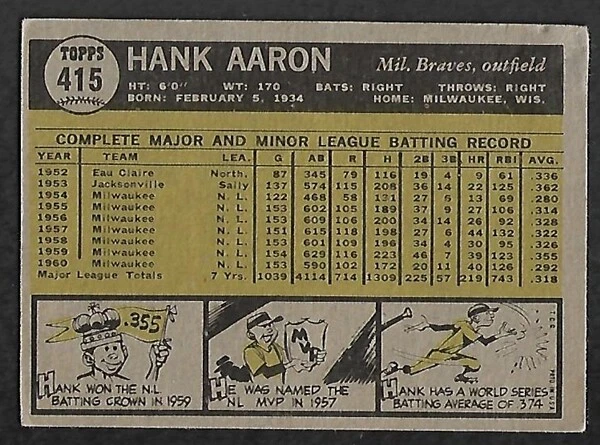 TOPPS
415
HANK AARON
Mil. Braves, outfield
HT: 6'0" WT: 170 BATS: RIGHT THROWS: RIGHT
BORN: FEBRUARY 5, 1934 HOME: MILWAUKEE, WIS.
COMPLETE MAJOR AND MINOR LEAGUE BATTING RECORD
YEAR TEAM LEA. G AB R H 2B 3B HR RBI AVG.
1952 Eau Claire North. 87 345 79 116 19 4 9 61 .336
1953 Jacksonville Sally 137 574 115 208 36 14 22 125 .362
1954 Milwaukee N. L. 122 468 58 131 27 6 13 69 .280
1955 Milwaukee N. L. 153 602 105 189 37 9 27 106 .314
1956 Milwaukee N. L. 153 609 106 200 34 14 26 92 .328
1957 Milwaukee N. L. 151 615 118 198 27 6 44 132 .322
1958 Milwaukee N. L. 153 601 109 196 34 4 30 95 .326
1959 Milwaukee N. L. 154 629 116 223 46 7 39 123 .355
1960 Milwaukee N. L. 153 590 102 172 20 11 40 126 .292
Major League Totals 7 Yrs. 1039 4114 714 1309 225 57 219 743 .318
.355
HANK WON THE N.L.
BATTING CROWN IN 1959
MVP
HE WAS NAMED THE
NL MVP IN 1957
HANK HAS A WORLD SERIES
BATTING AVERAGE OF 374